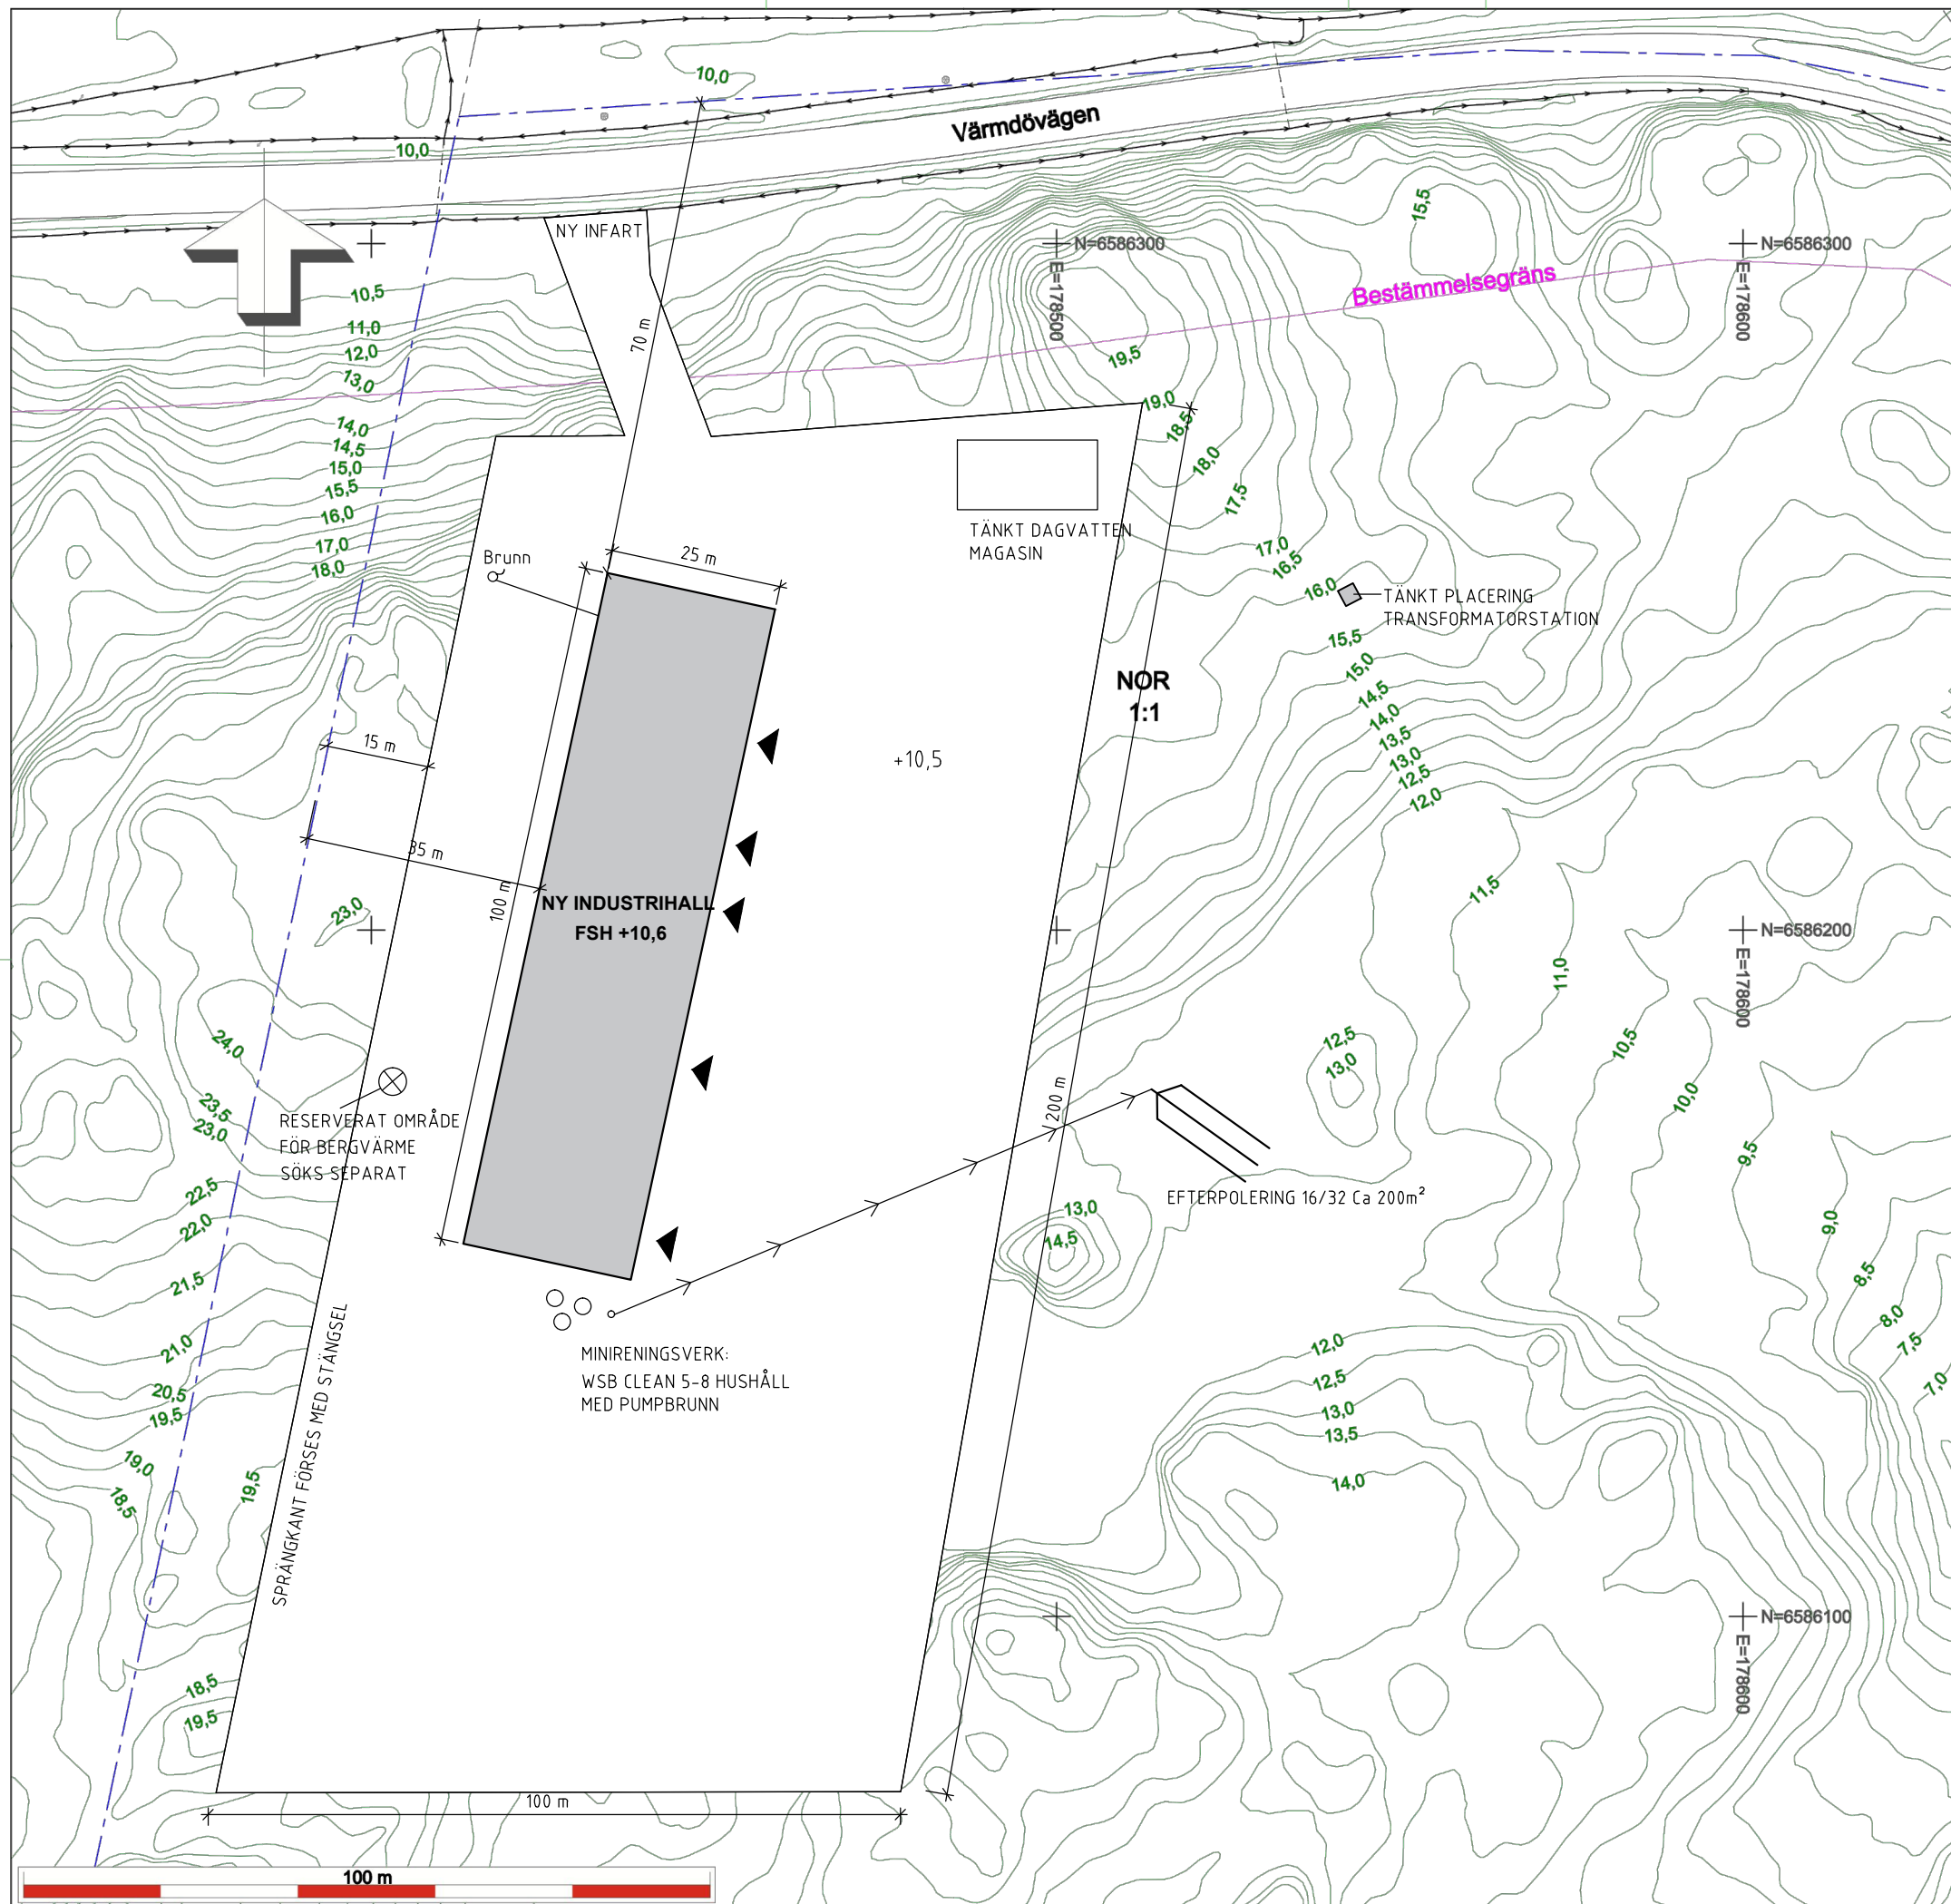 10,0
Värmdövägen
10,0
15,5
NY INFART
N=6586300
E=178500
N=6586300
E=178600
Bestämmelsegräns
10,5
11,0
12,0
13,0
70 m
19,5
14,0
14,5
15,0
15,5
16,0
17,0
18,0
19,0
18,5
18,0
17,5
17,0
16,5
16,0
TÄNKT DAGVATTEN
MAGASIN
Brunn
25 m
TÄNKT PLACERING
TRANSFORMATORSTATION
15,5
15,0
14,5
14,0
13,5
13,0
12,5
12,0
NOR
1:1
15 m
+10,5
35 m
100 m
NY INDUSTRIHALL
FSH +10,6
23,0
11,5
11,0
10,5
10,0
9,5
9,0
8,5
8,0
7,5
7,0
N=6586200
E=178600
24,0
23,5
23,0
12,5
13,0
200 m
RESERVERAT OMRÅDE
FÖR BERGVÄRME
SÖKS SEPARAT
EFTERPOLERING 16/32 Ca 200m²
22,5
22,0
21,5
21,0
20,5
19,5
19,0
18,5
19,5
13,0
14,5
MINIRENINGSVERK:
WSB CLEAN 5-8 HUSHÅLL
MED PUMPBRUNN
SPRÄNGKANT FÖRSES MED STÄNGSEL
12,0
12,5
13,0
13,5
14,0
N=6586100
E=178600
18,5
19,5
100 m
100 m